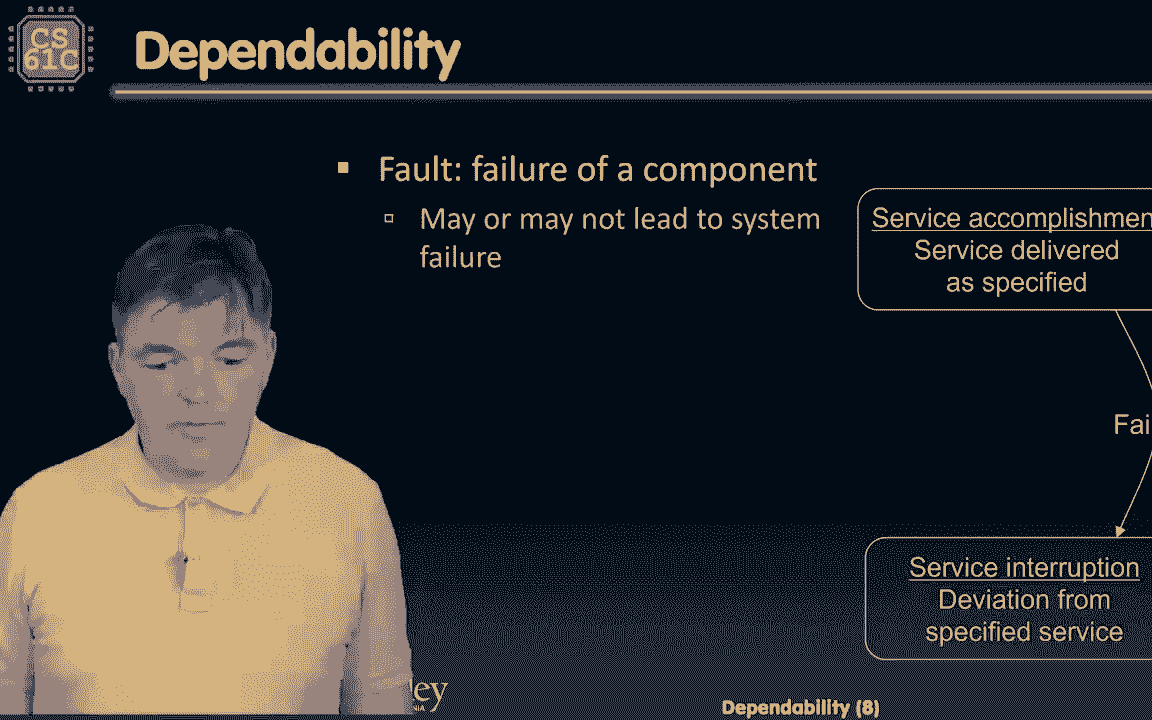 CS
61C
Dependability
Fault: failure of a component
May or may not lead to system
failure
Service accomplishmen
Service delivered
as specified
Fai
Service interruption
Deviation from
specified service
ley
NIA
Dependability (8)